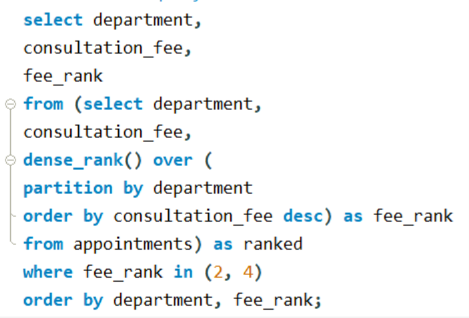 select department,
consultation_fee,
fee_rank
from (select department,
consultation_fee,
dense_rank() over (
partition by department
order by consultation_fee desc) as fee_rank
from appointments) as ranked
where fee_rank in (2, 4)
order by department, fee_rank;